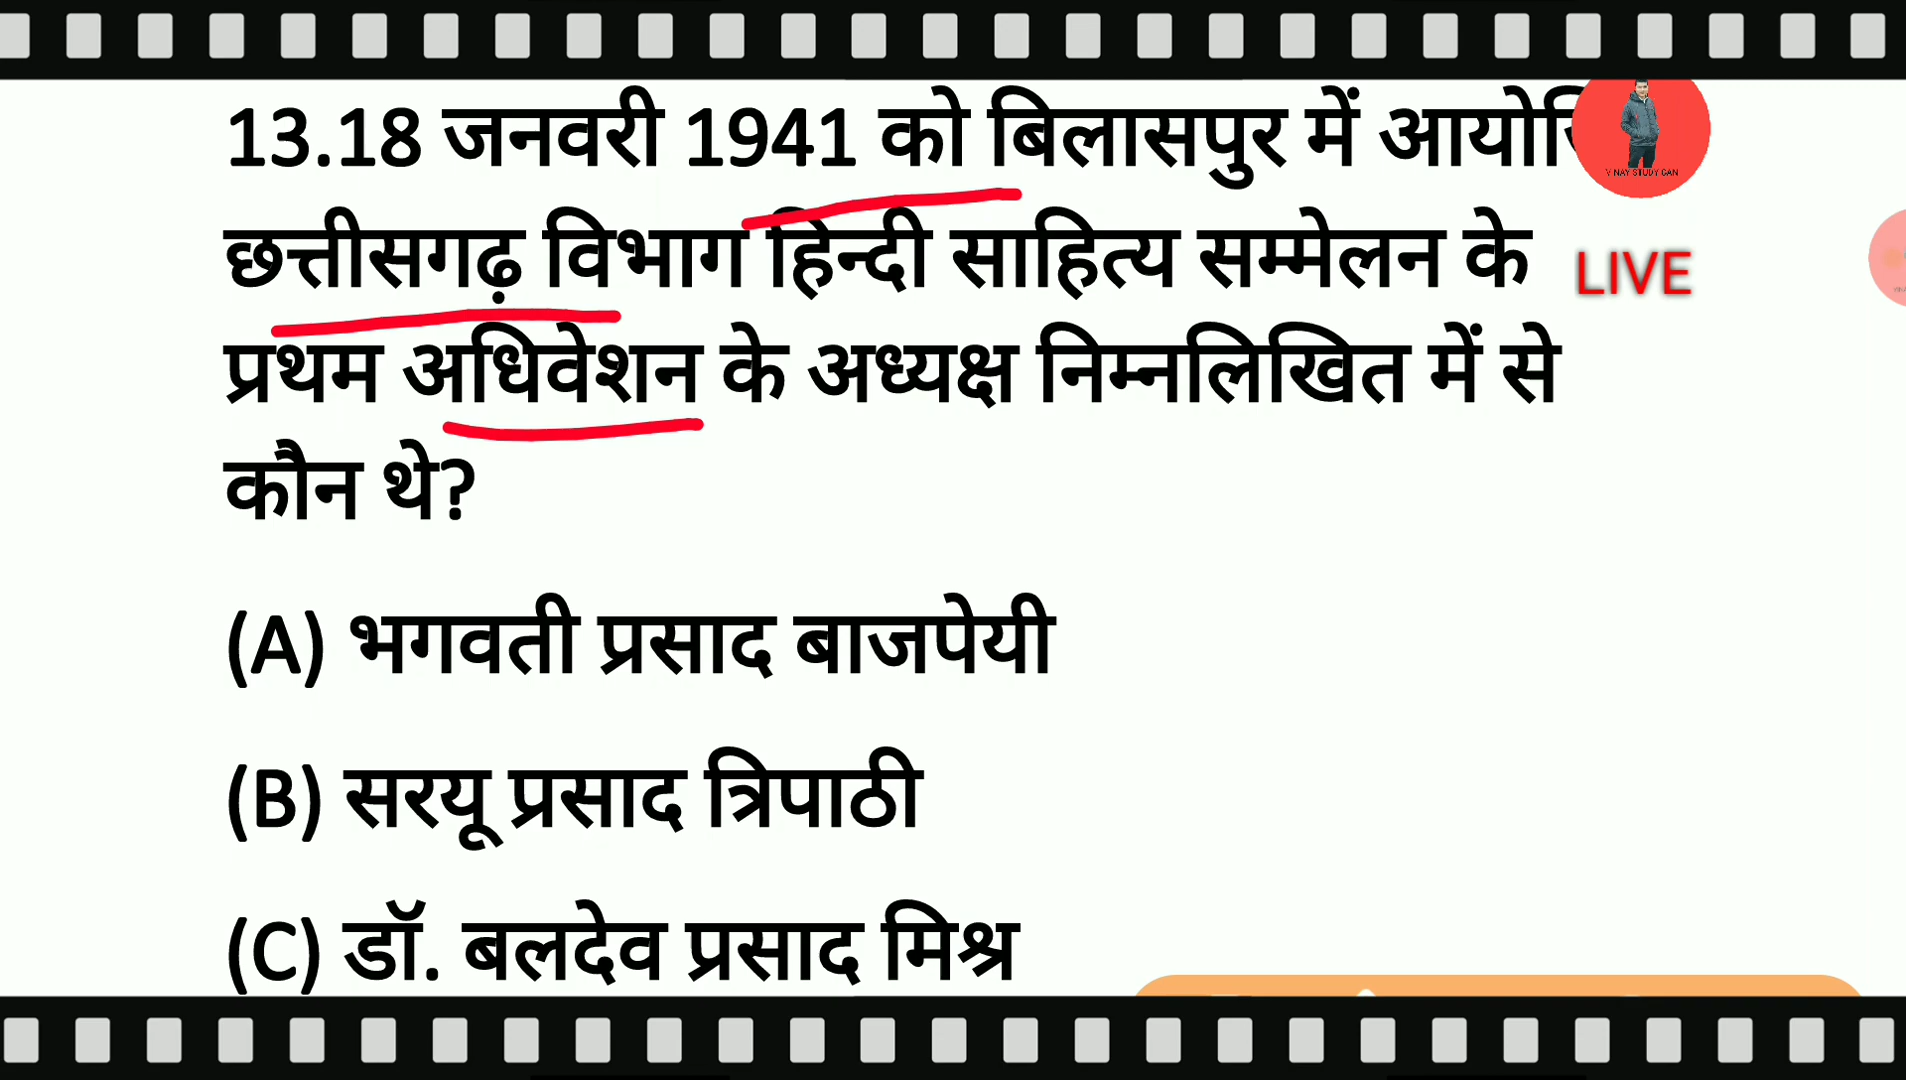 13.18 जनवरी 1941 को बिलासपुर में
छत्तीसगढ़ विभाग हिन्दी साहित्य सम्मेलन के
प्रथम अधिवेशन के अध्यक्ष निम्नलिखित में से
कौन थे?
(A) भगवती प्रसाद बाजपेयी
(B) सरयू प्रसाद त्रिपाठी
(C) डॉ. बलदेव प्रसाद मिश्र
STUDY
LIVE